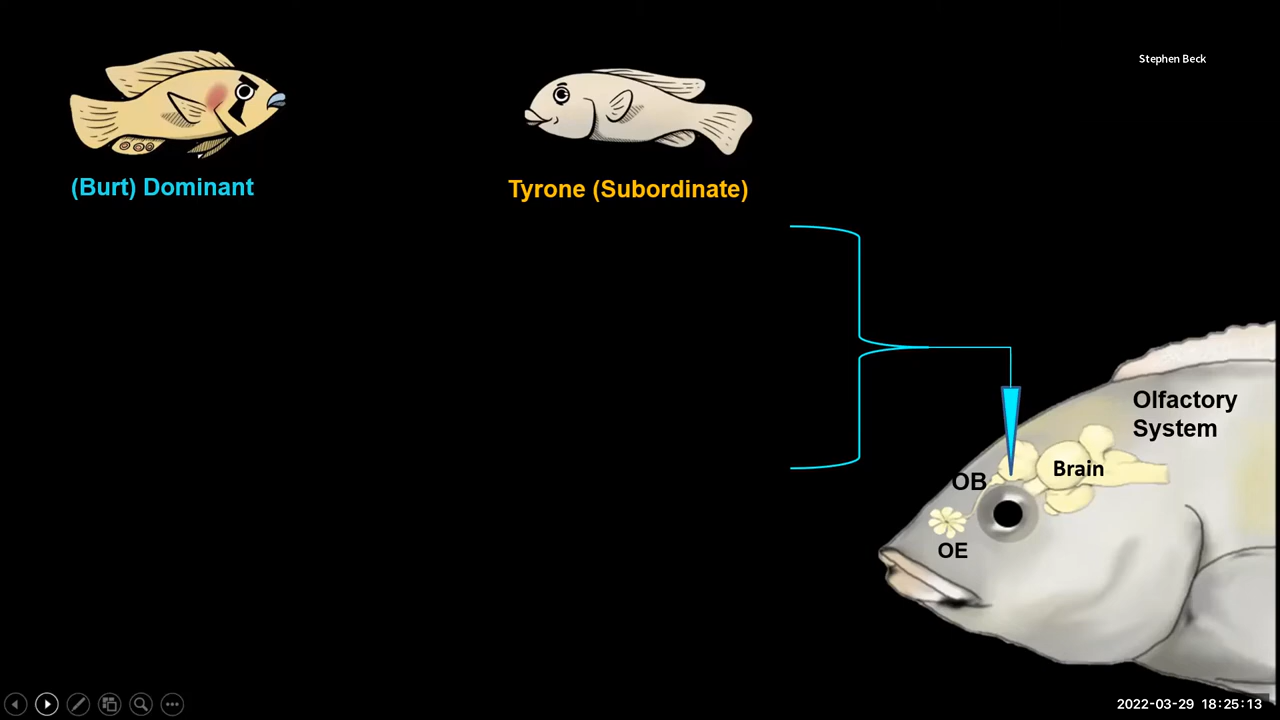 Stephen Beck
(Burt) Dominant
Tyrone (Subordinate)
Olfactory
System
Brain
OB
OE
2022-03-29 18:25:13